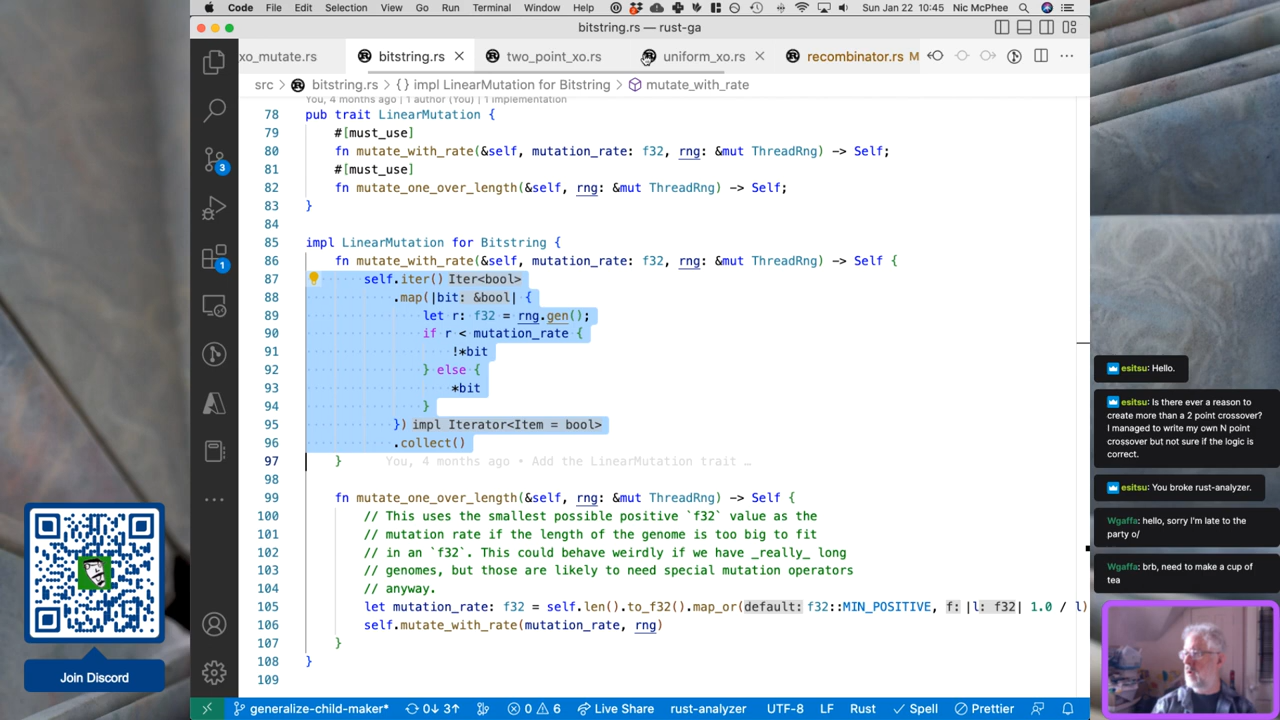 Code File Edit Selection View Go Run Terminal Window Help Sun Jan 22 10:45 Nic McPhee
bitstring.rs — rust-ga
xo_mutate.rs bitstring.rs two_point_xo.rs uniform_xo.rs recombinator.rs M
src > bitstring.rs > {} impl LinearMutation for Bitstring > mutate_with_rate
You, 4 months ago | 1 author (You) | 1 implementation
78 pub trait LinearMutation {
79 #[must_use]
80 fn mutate_with_rate(&self, mutation_rate: f32, rng: &mut ThreadRng) -> Self;
81 #[must_use]
82 fn mutate_one_over_length(&self, rng: &mut ThreadRng) -> Self;
83 }
84
85 impl LinearMutation for Bitstring {
86 fn mutate_with_rate(&self, mutation_rate: f32, rng: &mut ThreadRng) -> Self {
87 self.iter() Iter<bool>
88 .map(|bit: &bool| {
89 let r: f32 = rng.gen();
90 if r < mutation_rate {
91 !*bit
92 } else {
93 *bit
94 }
95 }) impl Iterator<Item = bool>
96 .collect()
97 } You, 4 months ago • Add the LinearMutation trait …
98
99 fn mutate_one_over_length(&self, rng: &mut ThreadRng) -> Self {
100 // This uses the smallest possible positive `f32` value as the
101 // mutation rate if the length of the genome is too big to fit
102 // in an `f32`. This could behave weirdly if we have _really_ long
103 // genomes, but those are likely to need special mutation operators
104 // anyway.
105 let mutation_rate: f32 = self.len().to_f32().map_or(default: f32::MIN_POSITIVE, f: |l: f32| 1.0 / l)
106 self.mutate_with_rate(mutation_rate, rng)
107 }
108 }
109
3
1
generalize-child-maker* 0↓ 3↑ 0 6 Live Share rust-analyzer UTF-8 LF Rust Spell Prettier
Join Discord
esitsu: Hello.
esitsu: Is there ever a reason to
create more than a 2 point crossover?
I managed to write my own N point
crossover but not sure if the logic is
correct.
esitsu: You broke rust-analyzer.
Wgaffa: hello, sorry I'm late to the
party o/
Wgaffa: brb, need to make a cup of
tea